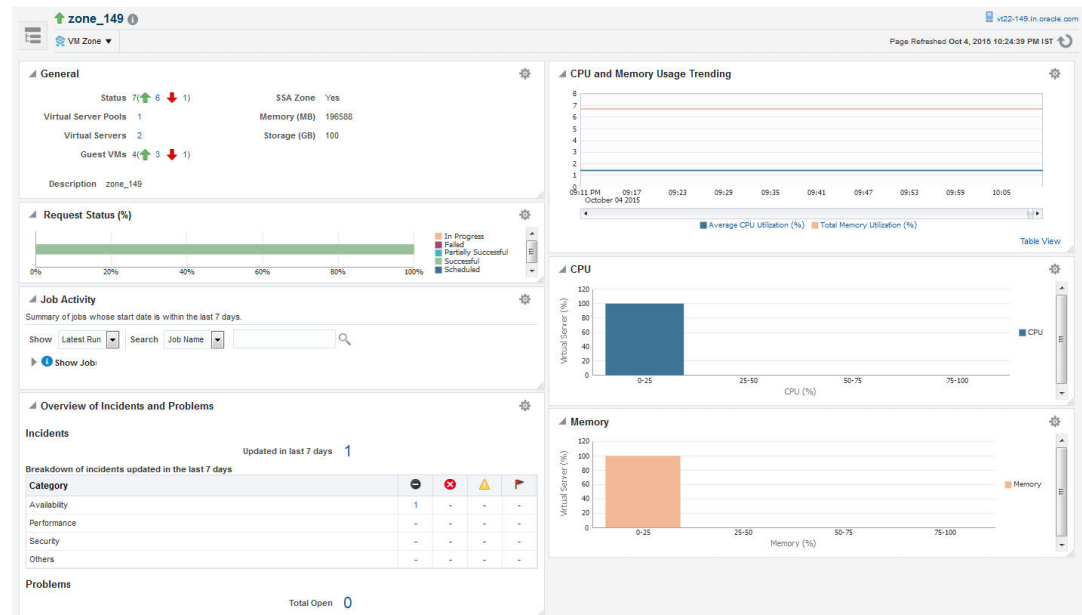 zone_149
vt22-149.in.oracle.com
VM Zone
Page Refreshed Oct 4, 2015 10:24:39 PM IST
General
Status 7( 6 1)
SSA Zone Yes
Virtual Server Pools 1
Memory (MB) 196588
Virtual Servers 2
Storage (GB) 100
Guest VMs 4( 3 1)
Description zone_149
Request Status (%)
In Progress
Failed
Partially Successful
Successful
Scheduled
0% 20% 40% 60% 80% 100%
Job Activity
Summary of jobs whose start date is within the last 7 days.
Show Latest Run Search Job Name
Show Job:
Overview of Incidents and Problems
Incidents
Updated in last 7 days 1
Breakdown of incidents updated in the last 7 days
Category
Availability 1 - - -
Performance - - - -
Security - - - -
Others - - - -
Problems
Total Open 0
CPU and Memory Usage Trending
8
7
6
5
4
3
2
1
0
09:11 PM 09:17 09:23 09:29 09:35 09:41 09:47 09:53 09:59 10:05
October 04 2015
Average CPU Utilization (%) Total Memory Utilization (%)
Table View
CPU
120
100
80
60
40
20
0
Virtual Server (%)
0-25 25-50 50-75 75-100
CPU (%)
CPU
Memory
120
100
80
60
40
20
0
Virtual Server (%)
0-25 25-50 50-75 75-100
Memory (%)
Memory